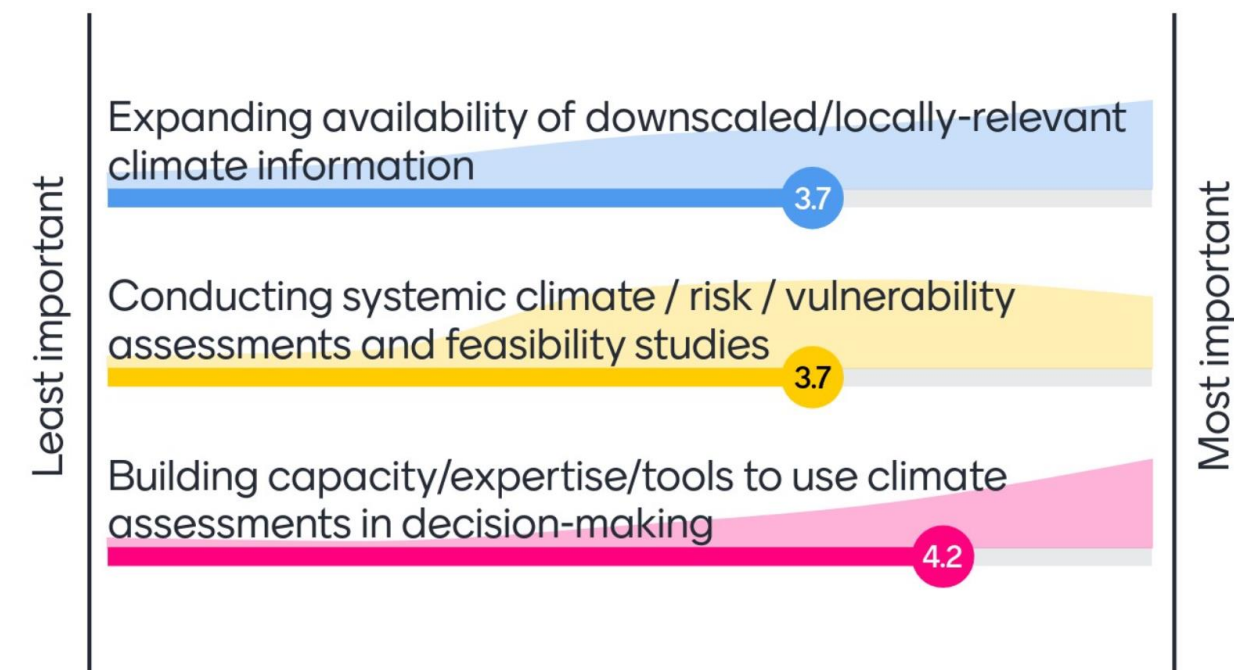 Least important
Expanding availability of downscaled/locally-relevant
climate information
3.7
Conducting systemic climate / risk / vulnerability
assessments and feasibility studies
3.7
Building capacity/expertise/tools to use climate
assessments in decision-making
4.2
Most important